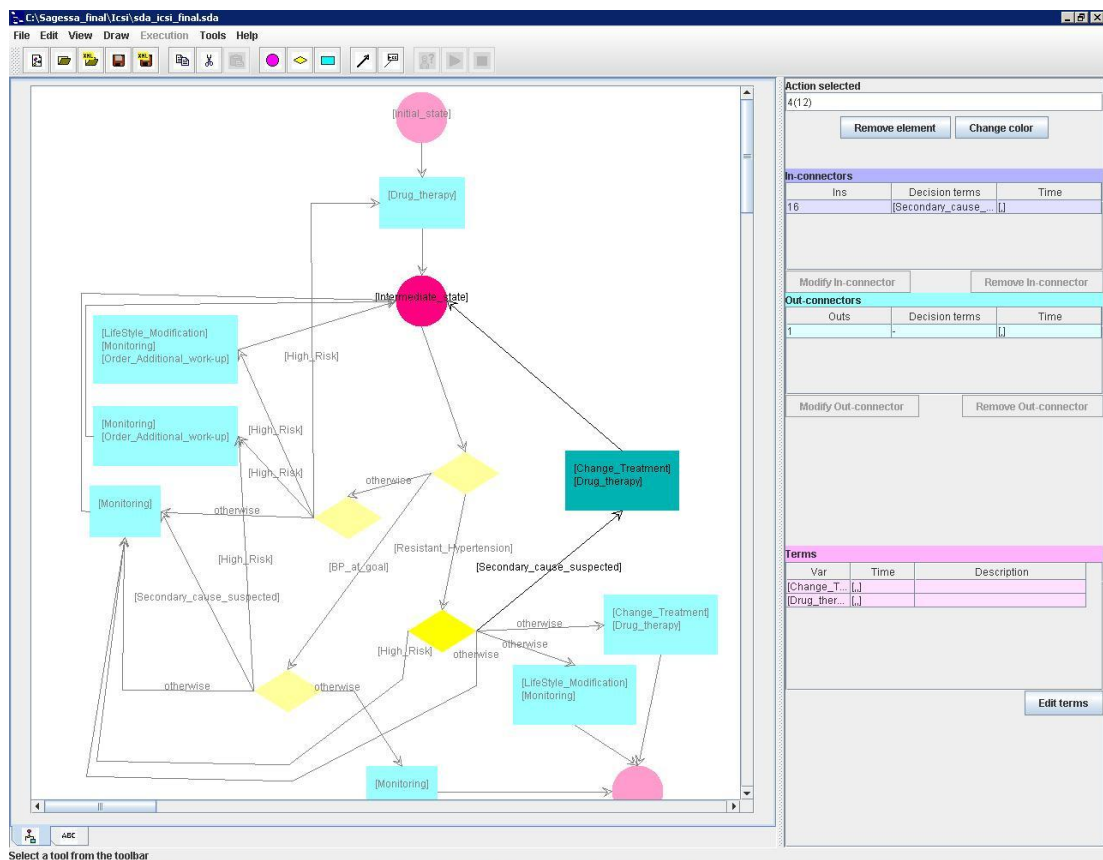 C:\Sagessa_final\Icsi\sda_icsi_final.sda
File Edit View Draw Execution Tools Help
[Initial_state]
[Drug_therapy]
[Intermediate_state]
[LifeStyle_Modification]
[Monitoring]
[Order_Additional_work-up]
[High_Risk]
[Monitoring]
[Order_Additional_work-up]
[High_Risk]
[High_Risk]
[Change_Treatment]
[Drug_therapy]
otherwise
[Monitoring]
otherwise
[Resistant_Hypertension]
[High_Risk]
[BP_at_goal]
[Secondary_cause_suspected]
[Secondary_cause_suspected]
[Change_Treatment]
[Drug_therapy]
otherwise
otherwise
otherwise
[High_Risk]
[LifeStyle_Modification]
[Monitoring]
otherwise
otherwise
[Monitoring]
ABC
Select a tool from the toolbar
Action selected
4(12)
Remove element Change color
In-connectors
Ins Decision terms Time
16 [Secondary_cause_... [,]
Modify In-connector Remove In-connector
Out-connectors
Outs Decision terms Time
1 - [,]
Modify Out-connector Remove Out-connector
Terms
Var Time Description
[Change_T... [,,]
[Drug_ther... [,,]
Edit terms